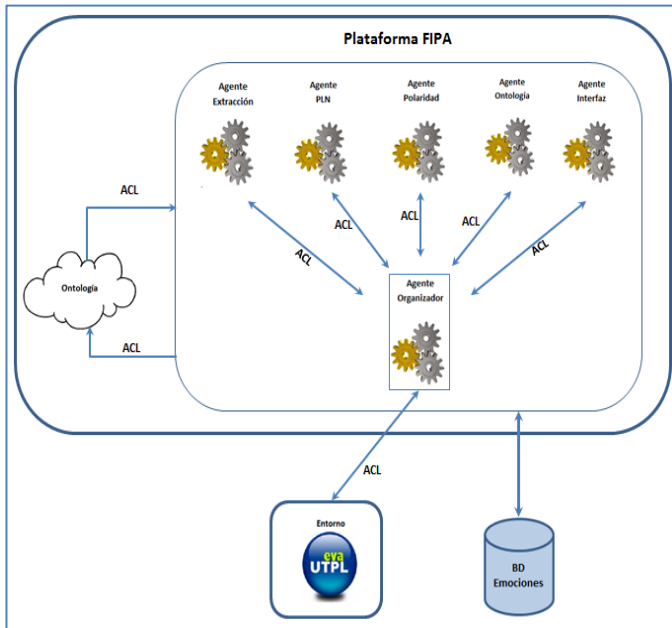 Plataforma FIPA
Agente
Extracción
Agente
PLN
Agente
Polaridad
Agente
Ontología
Agente
Interfaz
ACL
ACL
ACL
ACL
ACL
ACL
Ontología
ACL
Agente
Organizador
ACL
Entorno
eva
UTPL
BD
Emociones